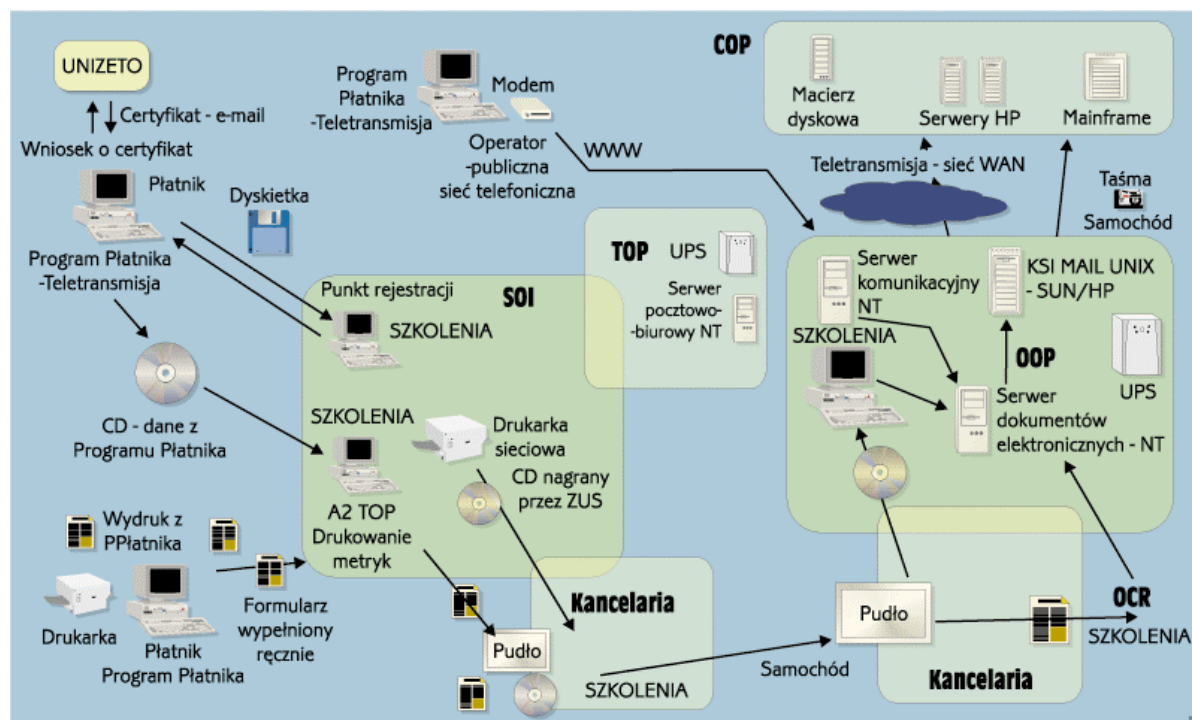 UNIZETO
Certyfikat - e-mail
Wniosek o certyfikat
Płatnik
Program Płatnika
-Teletransmisja
Dyskietka
Program
Płatnika
-Teletransmisja
Modem
Operator
-publiczna
sieć telefoniczna
WWW
COP
Macierz
dyskowa
Serwery HP
Mainframe
Teletransmisja - sieć WAN
Taśma
Samochód
TOP
UPS
Serwer
pocztowo-
-biurowy NT
Punkt rejestracji
SOI
SZKOLENIA
CD - dane z
Programu Płatnika
SZKOLENIA
A2 TOP
Drukowanie
metryk
Drukarka
sieciowa
CD nagrany
przez ZUS
Serwer
komunikacyjny
NT
KSI MAIL UNIX
- SUN/HP
SZKOLENIA
OOP
UPS
Serwer
dokumentów
elektronicznych - NT
Wydruk z
PPłatnika
Drukarka
Płatnik
Program Płatnika
Formularz
wypełniony
ręcznie
Kancelaria
Pudło
SZKOLENIA
Samochód
Pudło
Kancelaria
OCR
SZKOLENIA